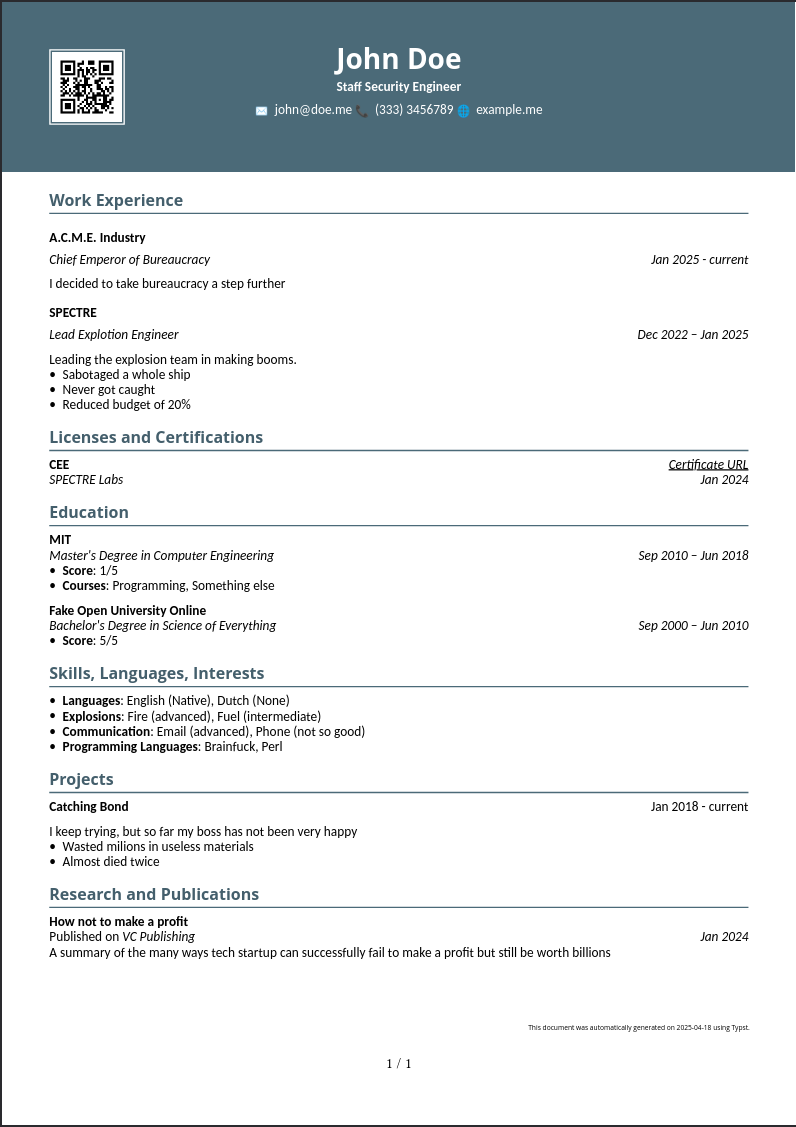 John Doe
Staff Security Engineer
john@doe.me (333) 3456789 example.me
Work Experience
A.C.M.E. Industry
Chief Emperor of Bureaucracy Jan 2025 - current
I decided to take bureaucracy a step further
SPECTRE
Lead Explotion Engineer Dec 2022 – Jan 2025
Leading the explosion team in making booms.
• Sabotaged a whole ship
• Never got caught
• Reduced budget of 20%
Licenses and Certifications
CEE Certificate URL
SPECTRE Labs Jan 2024
Education
MIT
Master's Degree in Computer Engineering Sep 2010 – Jun 2018
• Score: 1/5
• Courses: Programming, Something else
Fake Open University Online
Bachelor's Degree in Science of Everything Sep 2000 – Jun 2010
• Score: 5/5
Skills, Languages, Interests
• Languages: English (Native), Dutch (None)
• Explosions: Fire (advanced), Fuel (intermediate)
• Communication: Email (advanced), Phone (not so good)
• Programming Languages: Brainfuck, Perl
Projects
Catching Bond Jan 2018 - current
I keep trying, but so far my boss has not been very happy
• Wasted milions in useless materials
• Almost died twice
Research and Publications
How not to make a profit
Published on VC Publishing Jan 2024
A summary of the many ways tech startup can successfully fail to make a profit but still be worth billions
This document was automatically generated on 2025-04-18 using Typst.
1 / 1